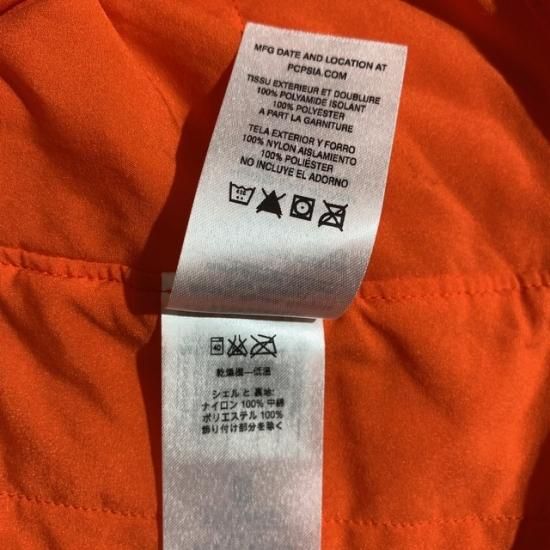 MFG DATE AND LOCATION AT
PCPSIA.COM
TISSU EXTERIEUR ET DOUBLURE
100% POLYAMIDE ISOLANT
100% POLYESTER
A PART LA GARNITURE
TELA EXTERIOR Y FORRO
100% NYLON AISLAMIENTO
100% POLIÉSTER
NO INCLUYE EL ADORNO
40
乾燥機—低温
シェルと裏地:
ナイロン 100% 中綿
ポリエステル 100%
飾り付け部分を除く